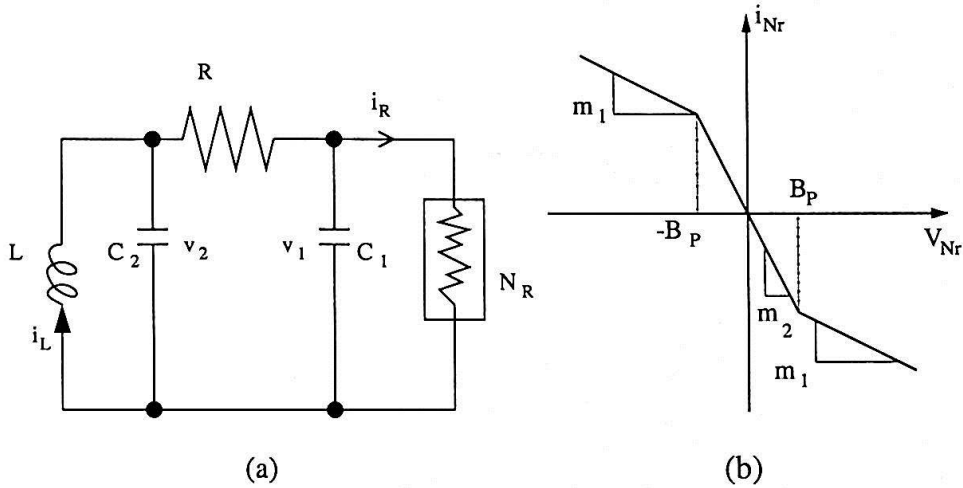 R
i_R
L
C_2
v_2
v_1
C_1
N_R
i_L
(a)
i_Nr
m_1
B_P
-B_P
V_Nr
m_2
m_1
(b)